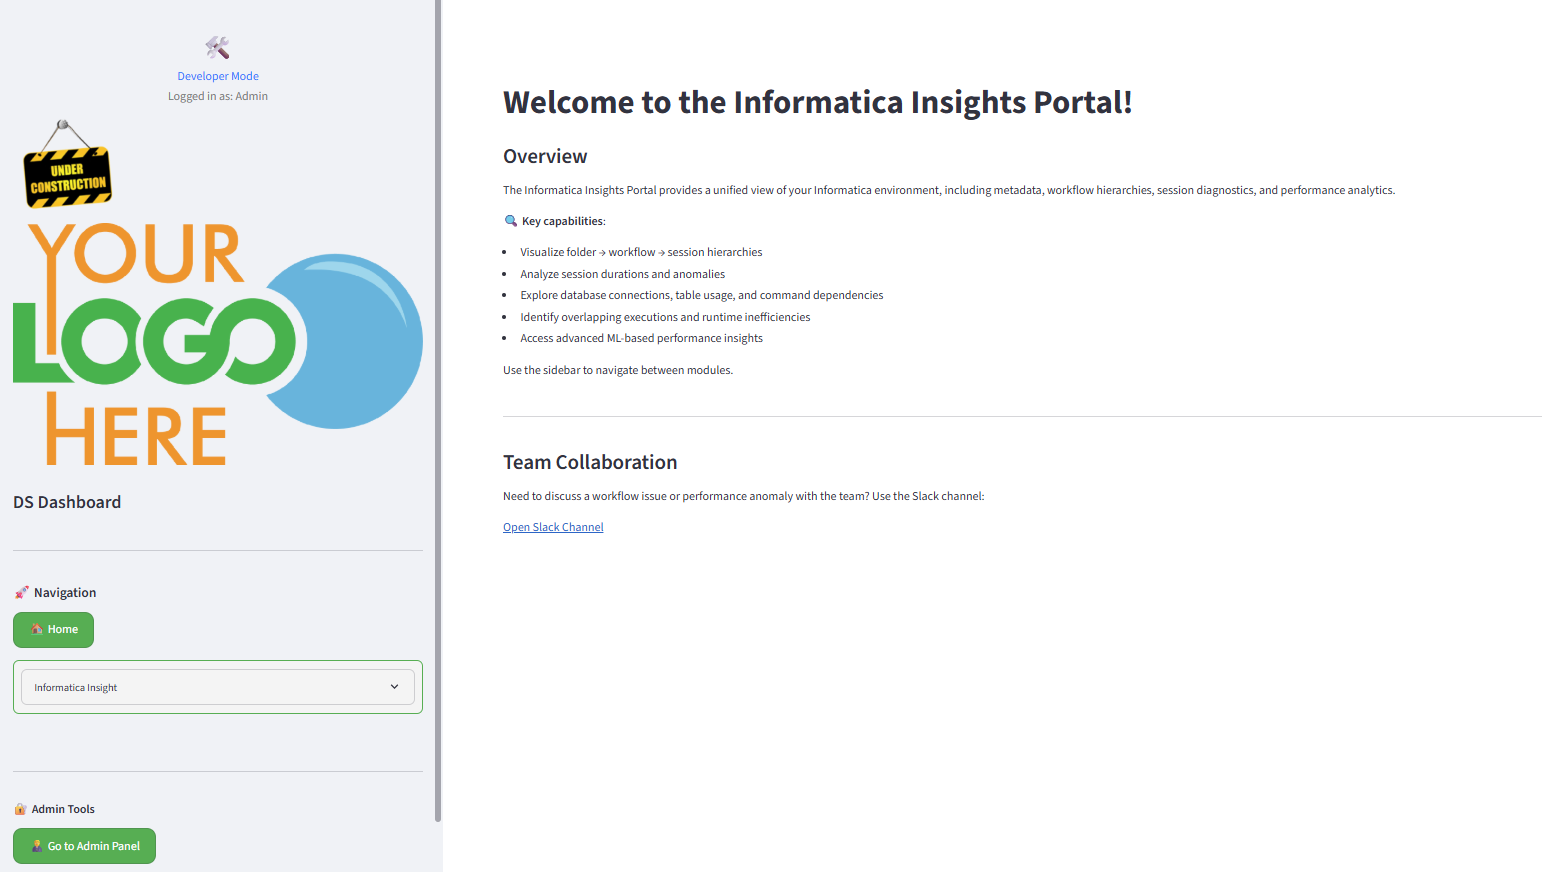 Developer Mode
Logged in as: Admin
UNDER
CONSTRUCTION
YOUR
LOGO
HERE
DS Dashboard
🚀 Navigation
🏠 Home
Informatica Insight
🔐 Admin Tools
Go to Admin Panel
Welcome to the Informatica Insights Portal!
Overview
The Informatica Insights Portal provides a unified view of your Informatica environment, including metadata, workflow hierarchies, session diagnostics, and performance analytics.
🔍 Key capabilities:
• Visualize folder → workflow → session hierarchies
• Analyze session durations and anomalies
• Explore database connections, table usage, and command dependencies
• Identify overlapping executions and runtime inefficiencies
• Access advanced ML-based performance insights
Use the sidebar to navigate between modules.
Team Collaboration
Need to discuss a workflow issue or performance anomaly with the team? Use the Slack channel:
Open Slack Channel